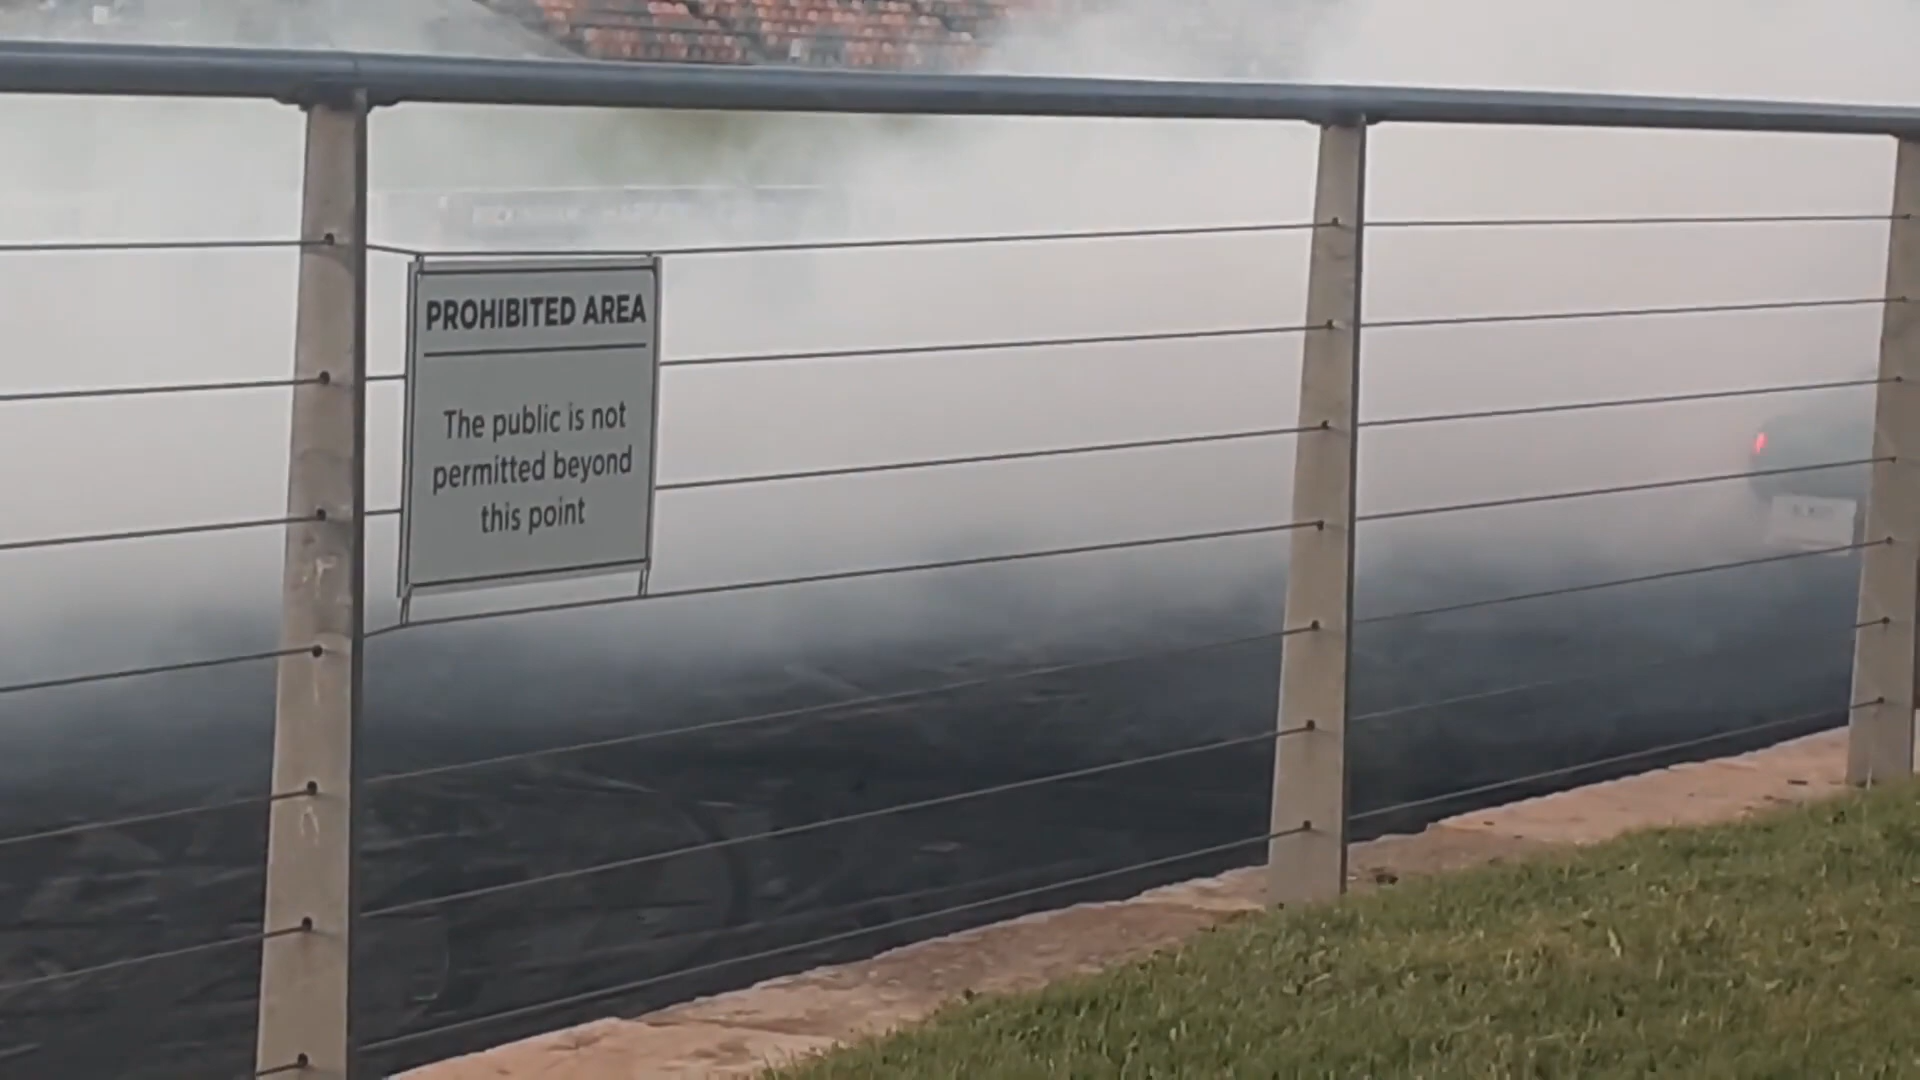 PROHIBITED AREA
The public is not
permitted beyond
this point